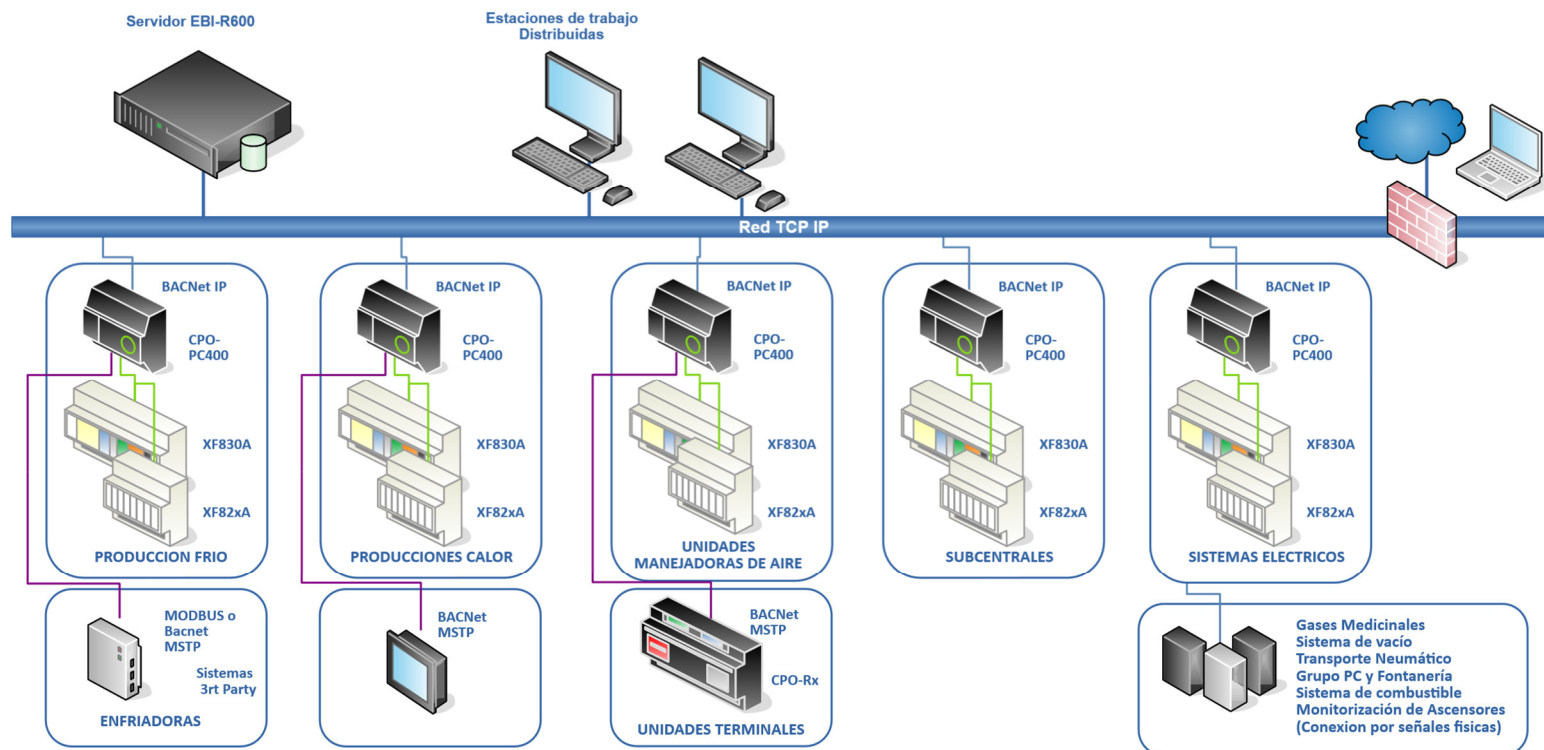 Servidor EBI-R600
Estaciones de trabajo
Distribuidas
Red TCP IP
BACNet IP
CPO-
PC400
XF830A
XF82xA
PRODUCCION FRIO
BACNet IP
CPO-
PC400
XF830A
XF82xA
PRODUCCIONES CALOR
BACNet IP
CPO-
PC400
XF830A
XF82xA
UNIDADES
MANEJADORAS DE AIRE
BACNet IP
CPO-
PC400
XF830A
XF82xA
SUBCENTRALES
BACNet IP
CPO-
PC400
XF830A
XF82xA
SISTEMAS ELECTRICOS
MODBUS o
Bacnet
MSTP
Sistemas
3rt Party
ENFRIADORAS
BACNet
MSTP
BACNet
MSTP
CPO-Rx
UNIDADES TERMINALES
Gases Medicinales
Sistema de vacío
Transporte Neumático
Grupo PC y Fontanería
Sistema de combustible
Monitorización de Ascensores
(Conexion por señales fisicas)